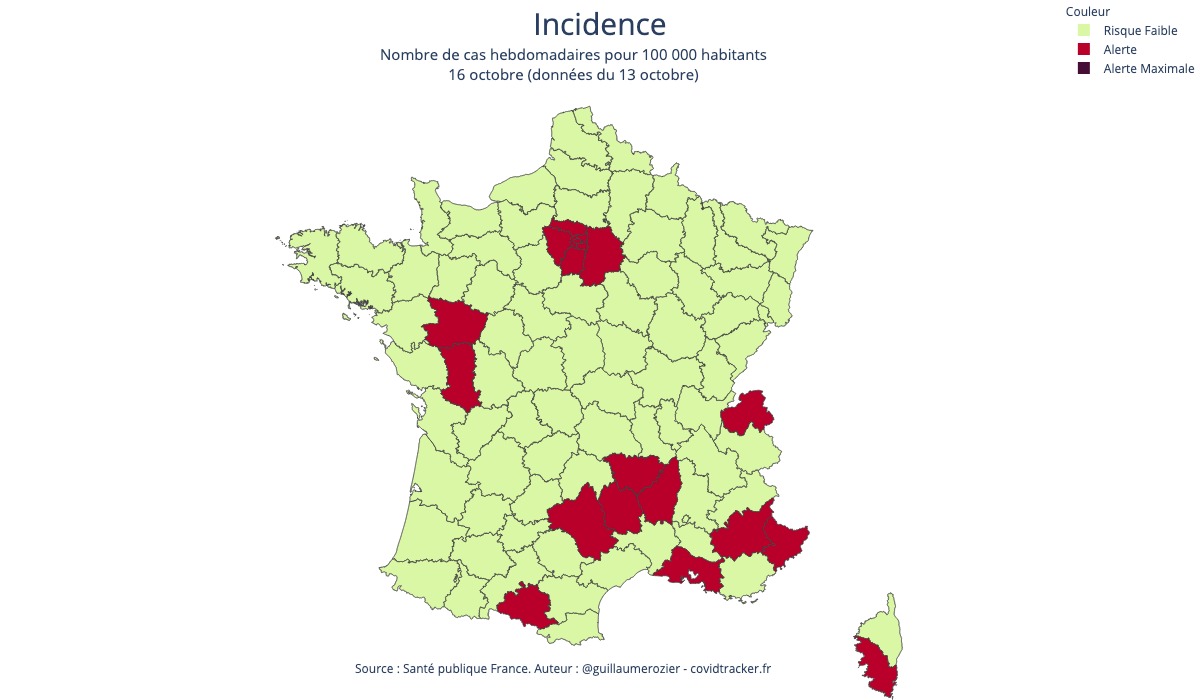 Incidence
Nombre de cas hebdomadaires pour 100 000 habitants
16 octobre (données du 13 octobre)
Couleur
Risque Faible
Alerte
Alerte Maximale
Source : Santé publique France. Auteur : @guillaumerozier - covidtracker.fr